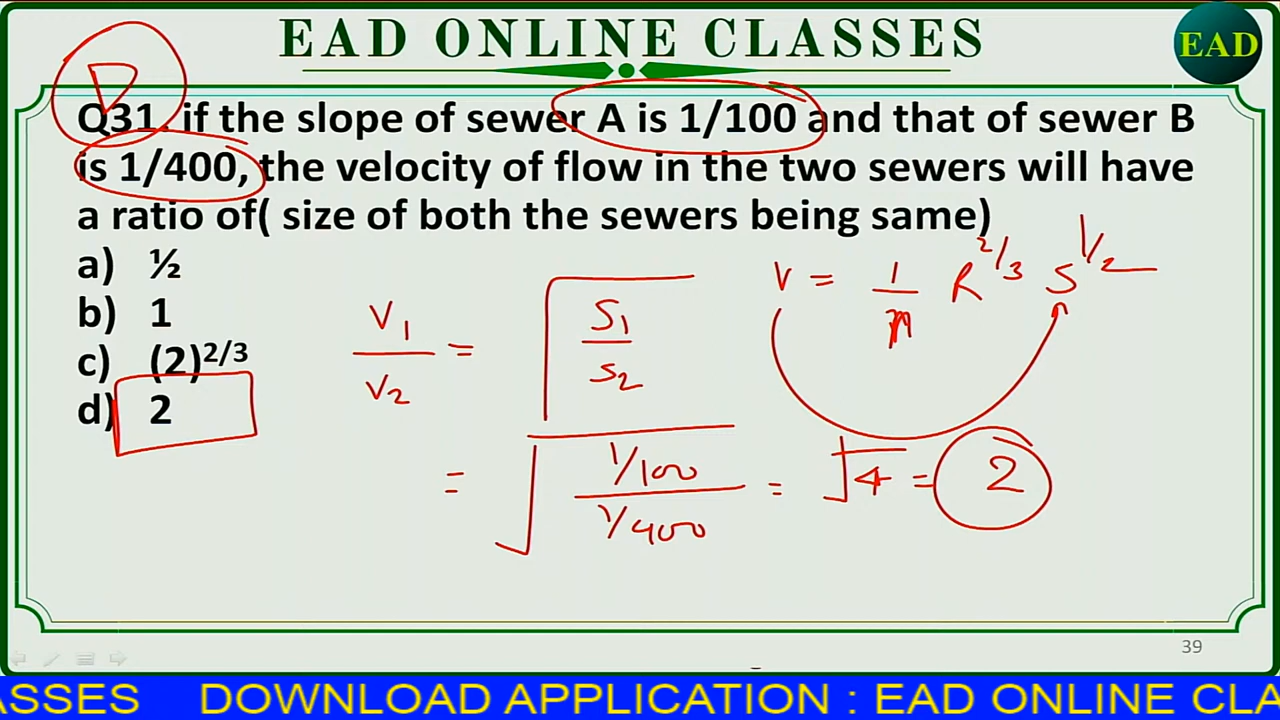 EAD ONLINE CLASSES
EAD
D
Q31. if the slope of sewer A is 1/100 and that of sewer B
is 1/400, the velocity of flow in the two sewers will have
a ratio of( size of both the sewers being same)
a) ½
b) 1
c) (2)^2/3
d) 2
V = 1/n R^2/3 S^1/2
V1/V2 = √S1/S2
= √(1/100)/(1/400) = √4 = 2
39
ASSES DOWNLOAD APPLICATION : EAD ONLINE CLA